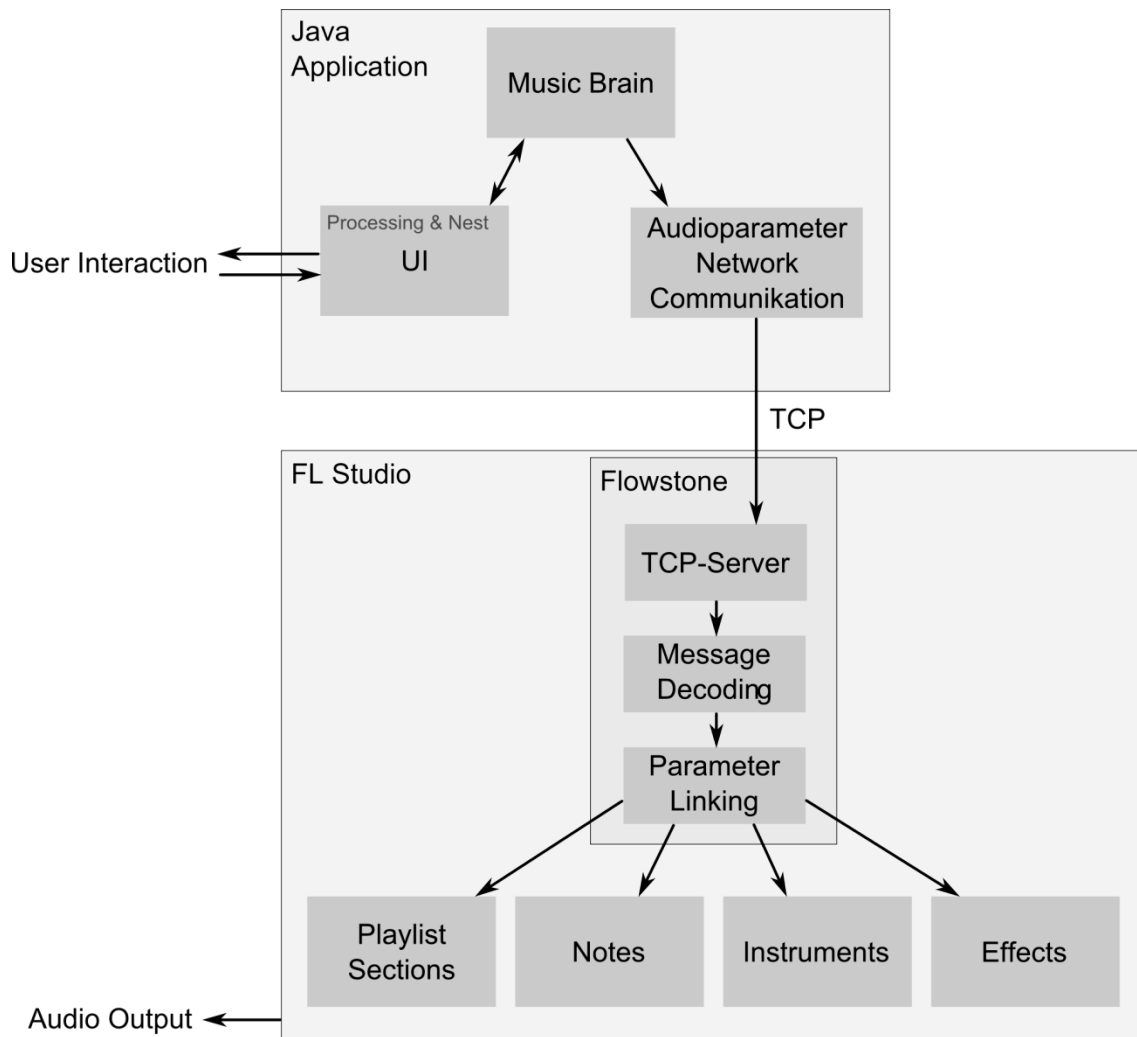 Java
Application
Music Brain
Processing & Nest
UI
Audioparameter
Network
Communikation
User Interaction
TCP
FL Studio
Flowstone
TCP-Server
Message
Decoding
Parameter
Linking
Playlist
Sections
Notes
Instruments
Effects
Audio Output